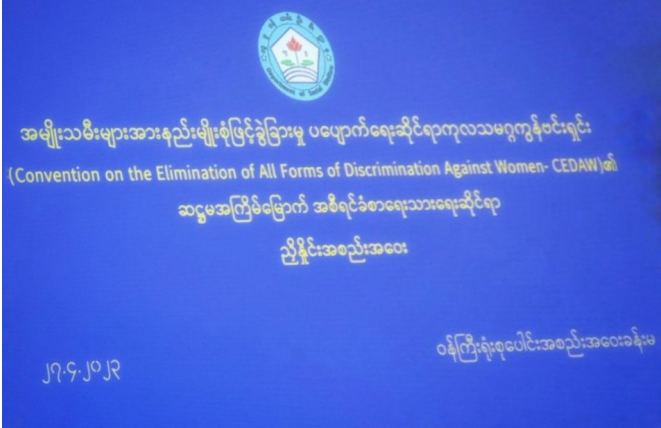 အမျိုးသမီးများအားနည်းမျိုးစုံဖြင့်ခွဲခြားမှု ပပျောက်ရေးဆိုင်ရာကုလသမဂ္ဂကွန်ဗင်းရှင်း
(Convention on the Elimination of All Forms of Discrimination Against Women- CEDAW)၏
ဆဋ္ဌမအကြိမ်မြောက် အစီရင်ခံစာရေးသားရေးဆိုင်ရာ
ညှိနှိုင်းအစည်းအဝေး
ဝန်ကြီးရုံးစုပေါင်းအစည်းအဝေးခန်းမ
၂၇.၄.၂၀၂၃